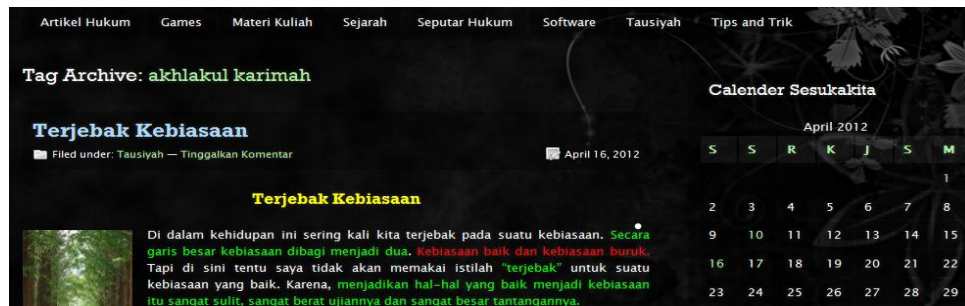 Artikel Hukum Games Materi Kuliah Sejarah Seputar Hukum Software Tausiyah Tips and Trik
Tag Archive: akhlakul karimah
Terjebak Kebiasaan
Filed under: Tausiyah — Tinggalkan Komentar April 16, 2012
Terjebak Kebiasaan
Di dalam kehidupan ini sering kali kita terjebak pada suatu kebiasaan. Secara
garis besar kebiasaan dibagi menjadi dua. Kebiasaan baik dan kebiasaan buruk.
Tapi di sini tentu saya tidak akan memakai istilah "terjebak" untuk suatu
kebiasaan yang baik. Karena, menjadikan hal-hal yang baik menjadi kebiasaan
itu sangat sulit, sangat berat ujiannya dan sangat besar tantangannya.
Calender Sesukakita
April 2012
S S R K J S M
1
2 3 4 5 6 7 8
9 10 11 12 13 14 15
16 17 18 19 20 21 22
23 24 25 26 27 28 29